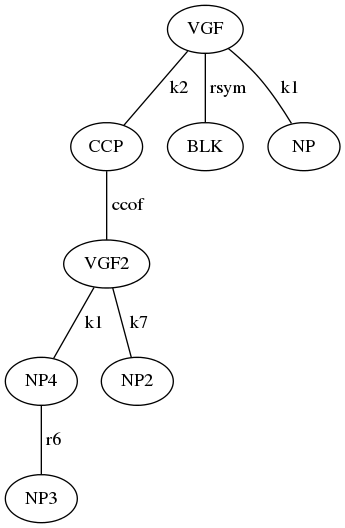 VGF
k2 rsym k1
CCP BLK NP
ccof
VGF2
k1 k7
NP4 NP2
r6
NP3